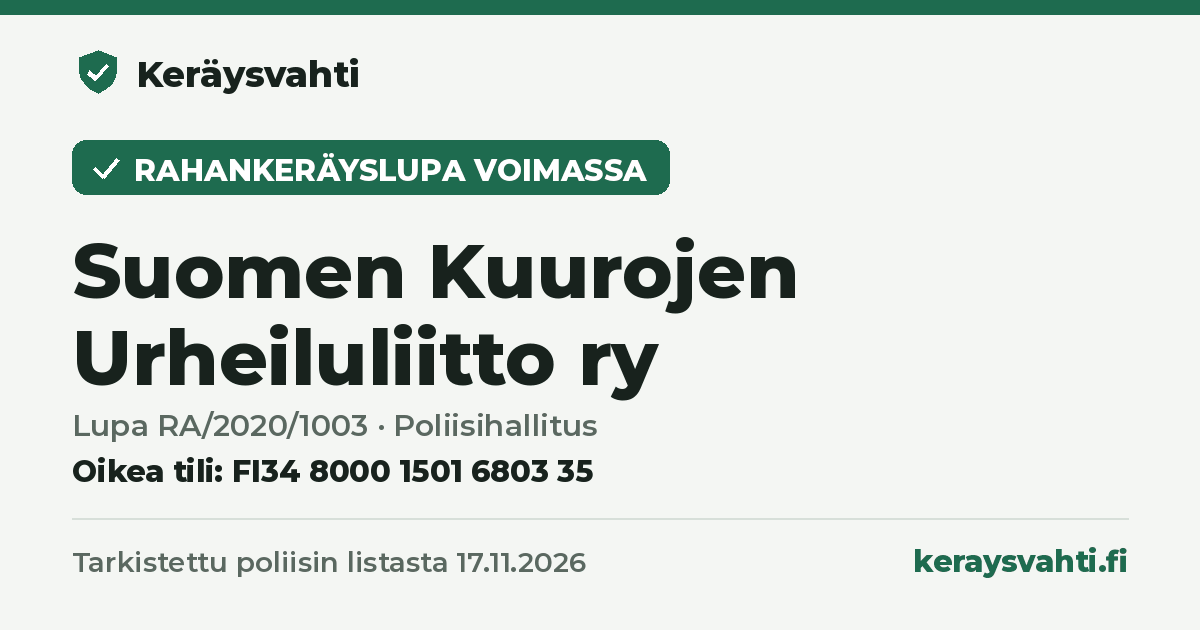 Keräysvahti
RAHANKERÄYSLUPA VOIMASSA
Suomen Kuurojen
Urheiluliitto ry
Lupa RA/2020/1003 · Poliisihallitus
Oikea tili: FI34 8000 1501 6803 35
Tarkistettu poliisin listasta 17.11.2026
keraysvahti.fi